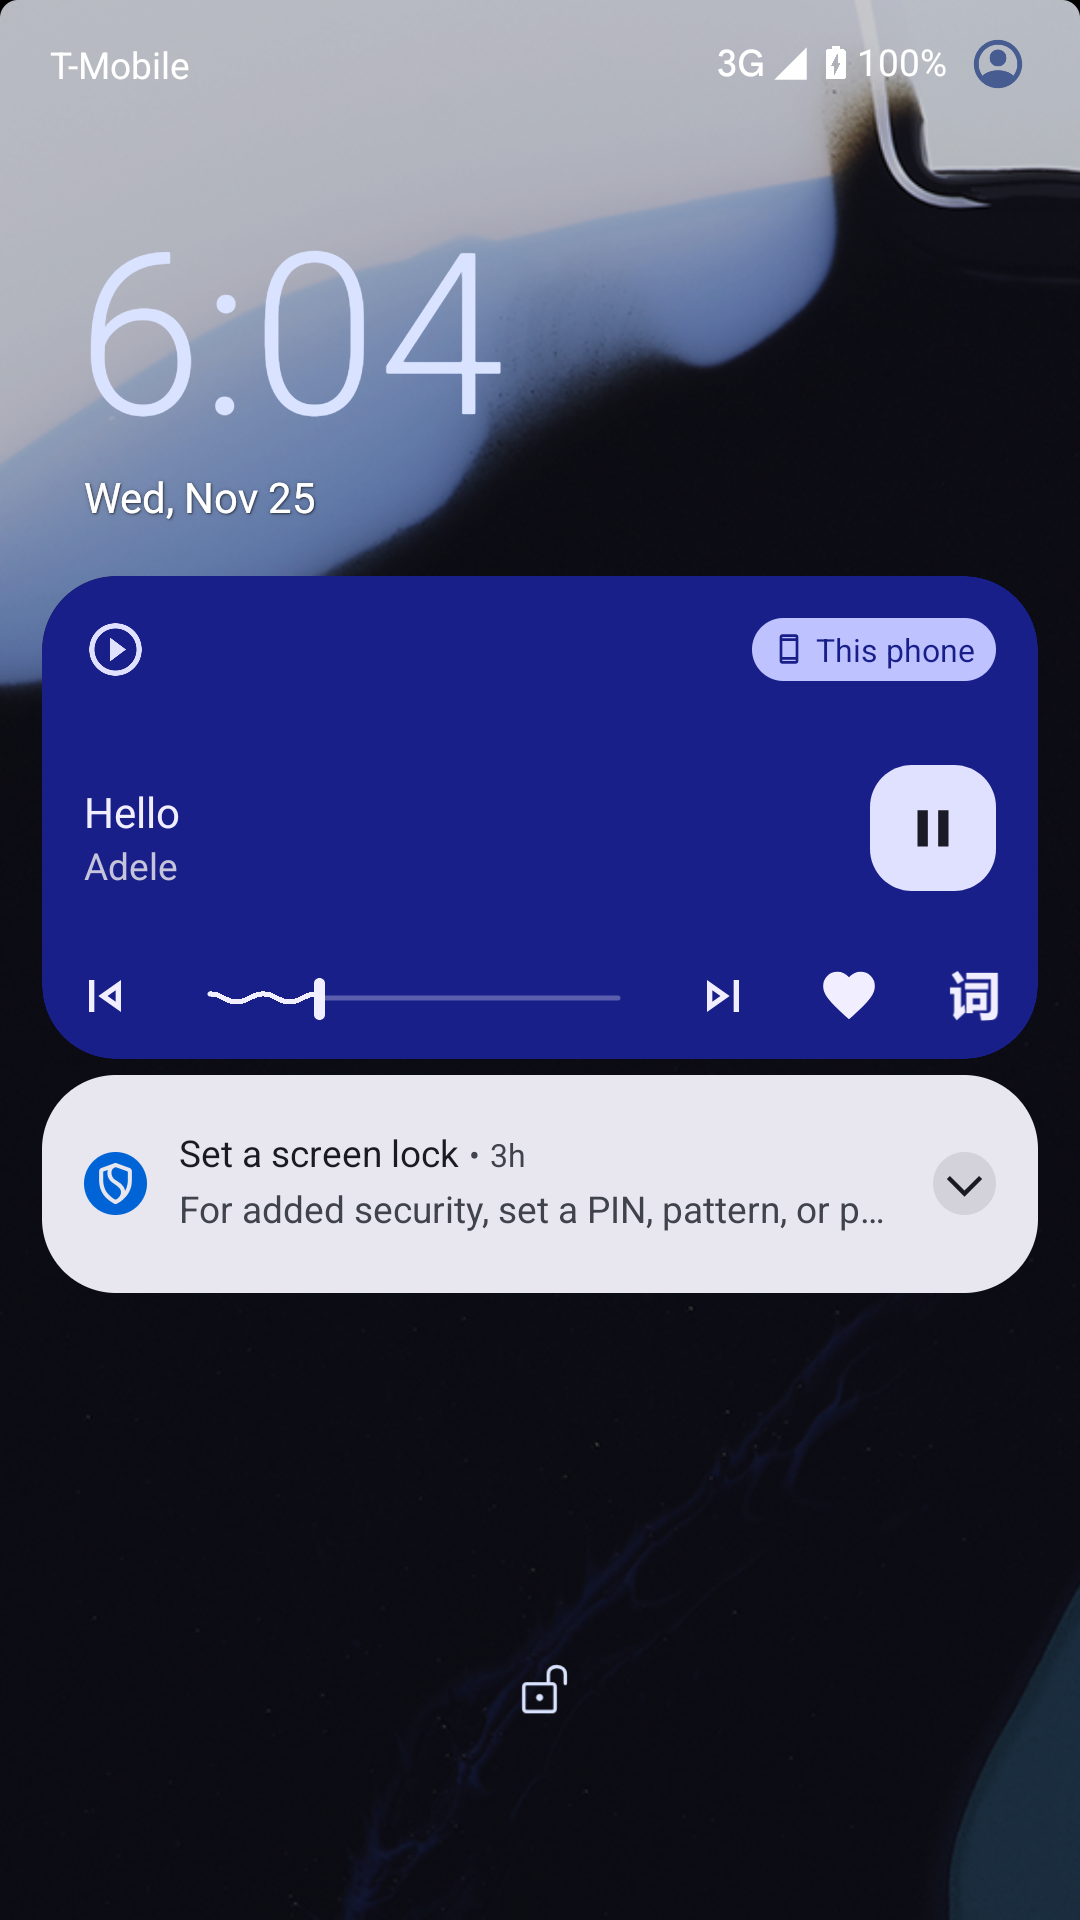 T-Mobile
3G 100%
6:04
Wed, Nov 25
This phone
Hello
Adele
词
Set a screen lock • 3h
For added security, set a PIN, pattern, or p…